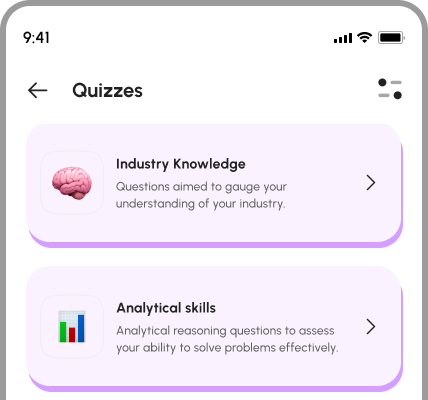 9:41
Quizzes
Industry Knowledge
Questions aimed to gauge your
understanding of your industry.
Analytical skills
Analytical reasoning questions to assess
your ability to solve problems effectively.